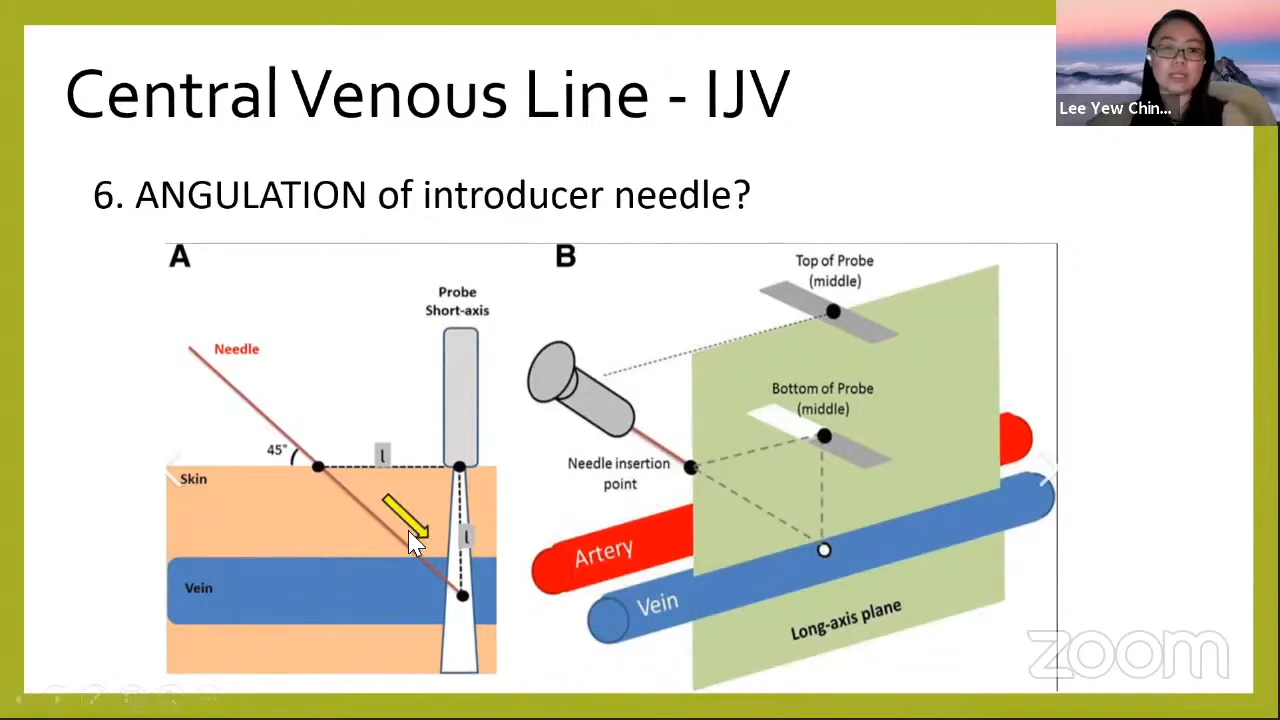 Central Venous Line - IJV
Lee Yew Chin...
6. ANGULATION of introducer needle?
A
Probe
Short-axis
Needle
45°
l
Skin
l
Vein
B
Top of Probe
(middle)
Bottom of Probe
(middle)
Needle insertion
point
Artery
Vein
Long-axis plane
zoom